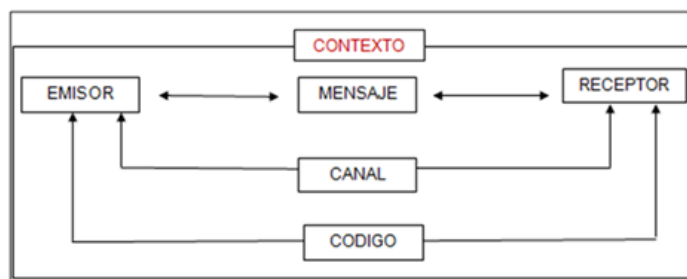 CONTEXTO
EMISOR
MENSAJE
RECEPTOR
CANAL
CODIGO